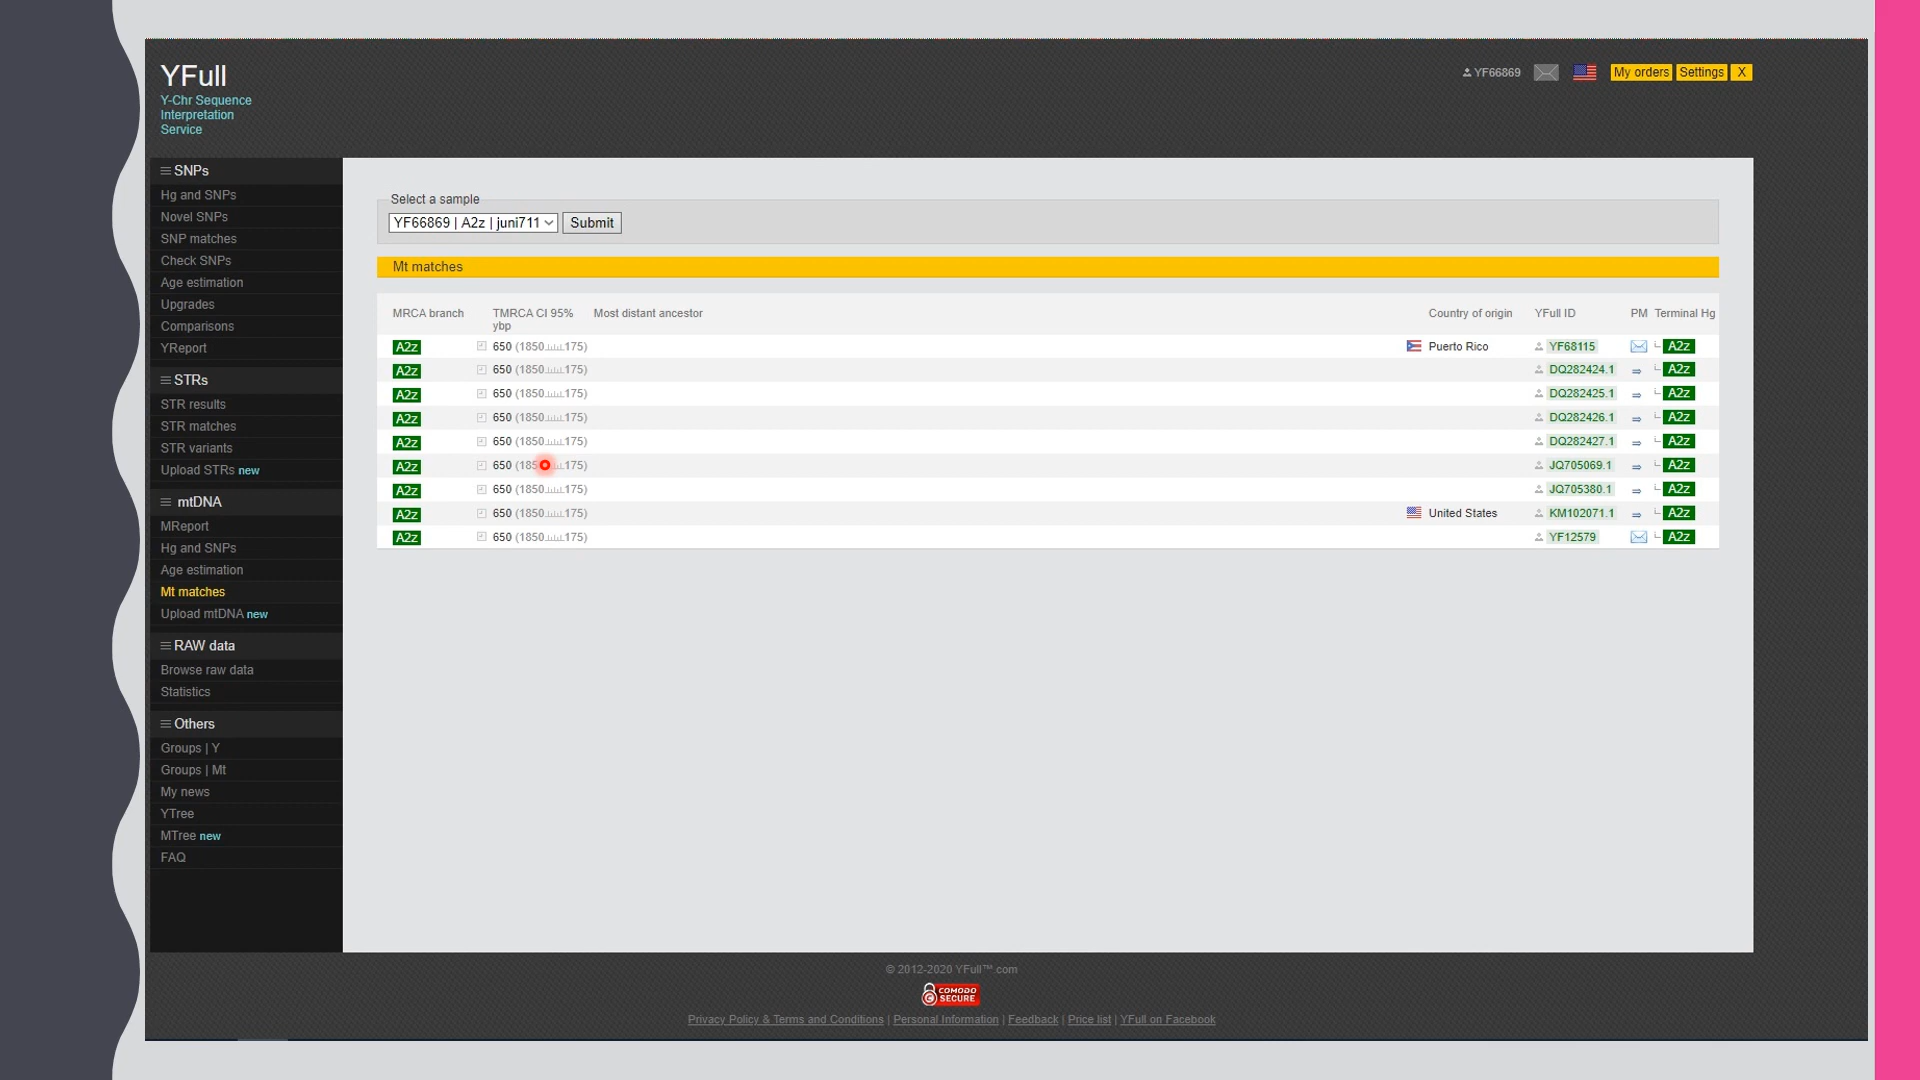 YFull
Y-Chr Sequence
Interpretation
Service
YF66869 My orders Settings X
SNPs
Hg and SNPs
Novel SNPs
SNP matches
Check SNPs
Age estimation
Upgrades
Comparisons
YReport
STRs
STR results
STR matches
STR variants
Upload STRs new
mtDNA
MReport
Hg and SNPs
Age estimation
Mt matches
Upload mtDNA new
RAW data
Browse raw data
Statistics
Others
Groups | Y
Groups | Mt
My news
YTree
MTree new
FAQ
Select a sample
YF66869 | A2z | juni711 Submit
Mt matches
MRCA branch TMRCA CI 95% ybp Most distant ancestor Country of origin YFull ID PM Terminal Hg
A2z 650 (1850 175) Puerto Rico YF68115 A2z
A2z 650 (1850 175) DQ282424.1 A2z
A2z 650 (1850 175) DQ282425.1 A2z
A2z 650 (1850 175) DQ282426.1 A2z
A2z 650 (1850 175) DQ282427.1 A2z
A2z 650 (185 175) JQ705069.1 A2z
A2z 650 (1850 175) JQ705380.1 A2z
A2z 650 (1850 175) United States KM102071.1 A2z
A2z 650 (1850 175) YF12579 A2z
© 2012-2020 YFull™.com
COMODO
SECURE
Privacy Policy & Terms and Conditions | Personal Information | Feedback | Price list | YFull on Facebook